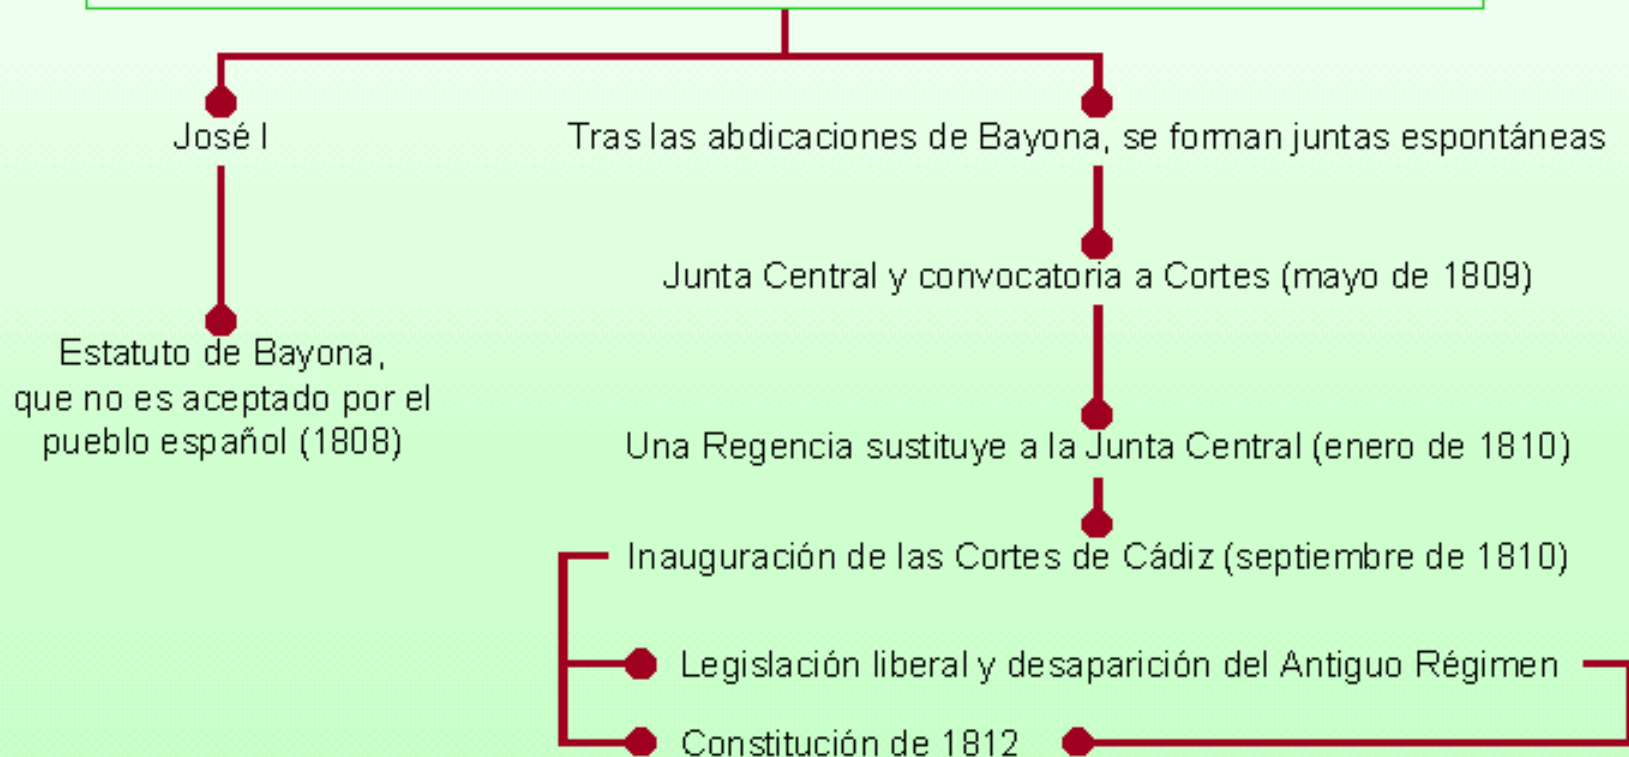 José I
Tras las abdicaciones de Bayona, se forman juntas espontáneas
Junta Central y convocatoria a Cortes (mayo de 1809)
Estatuto de Bayona,
que no es aceptado por el
pueblo español (1808)
Una Regencia sustituye a la Junta Central (enero de 1810)
Inauguración de las Cortes de Cádiz (septiembre de 1810)
Legislación liberal y desaparición del Antiguo Régimen
Constitución de 1812